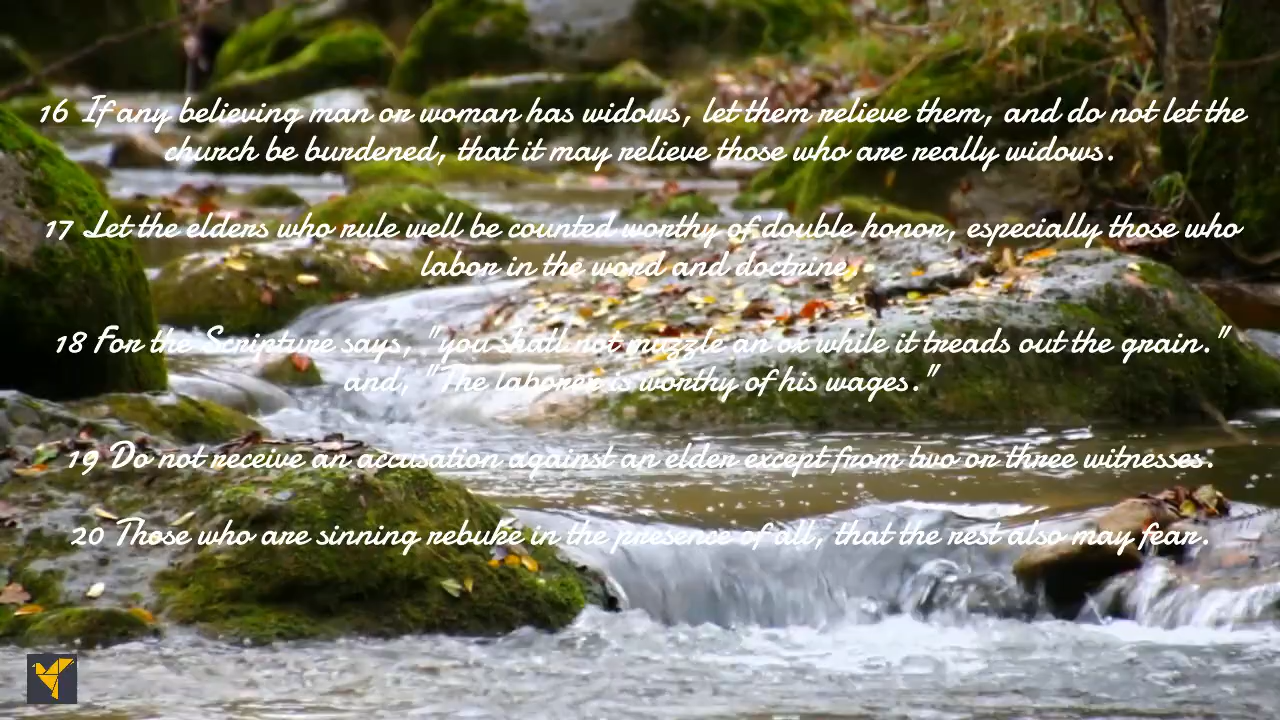 16 If any believing man or woman has widows, let them relieve them, and do not let the
church be burdened, that it may relieve those who are really widows.
17 Let the elders who rule well be counted worthy of double honor, especially those who
labor in the word and doctrine.
18 For the Scripture says, "you shall not muzzle an ox while it treads out the grain."
and, "The laborer is worthy of his wages."
19 Do not receive an accusation against an elder except from two or three witnesses.
20 Those who are sinning rebuke in the presence of all, that the rest also may fear.